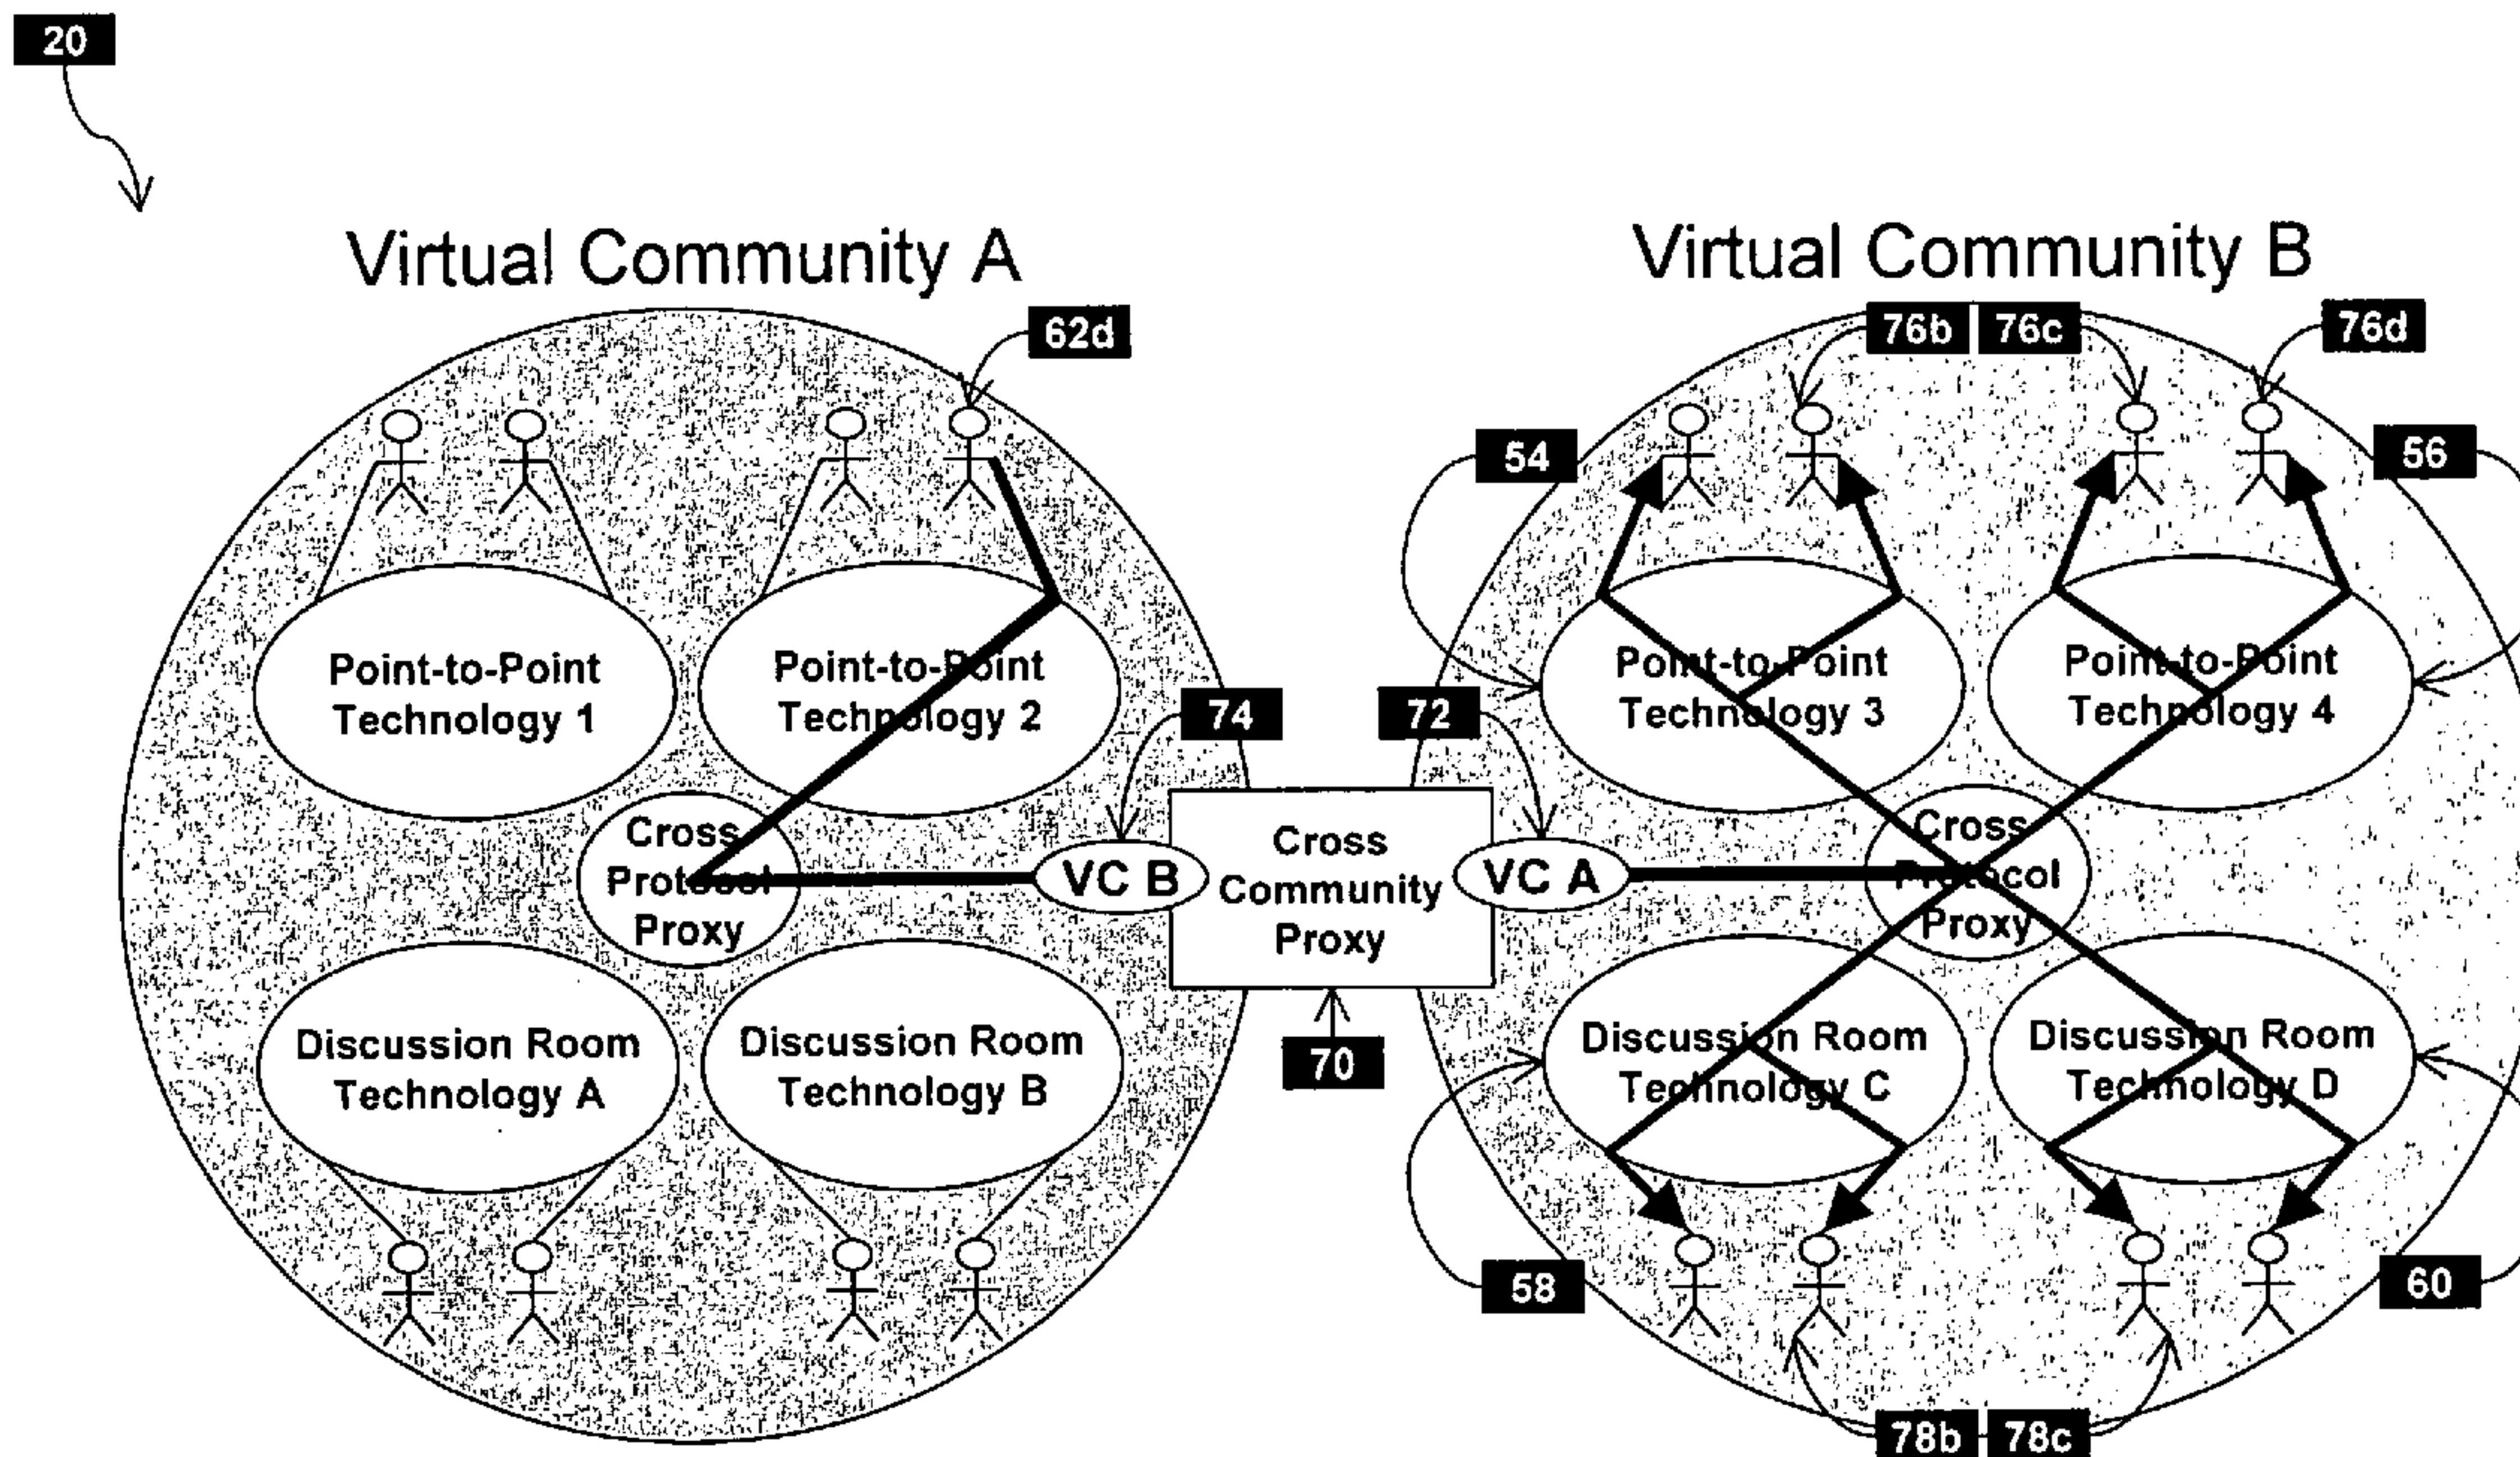 20
Virtual Community A
Virtual Community B
62d
76b
76c
76d
54
56
Point-to-Point
Technology 1
Point-to-Point
Technology 2
Point-to-Point
Technology 3
Point-to-Point
Technology 4
74
72
Cross
Protocol
Proxy
VC B
Cross
Community
Proxy
VC A
Cross
Protocol
Proxy
Discussion Room
Technology A
Discussion Room
Technology B
70
Discussion Room
Technology C
Discussion Room
Technology D
58
60
78b
78c